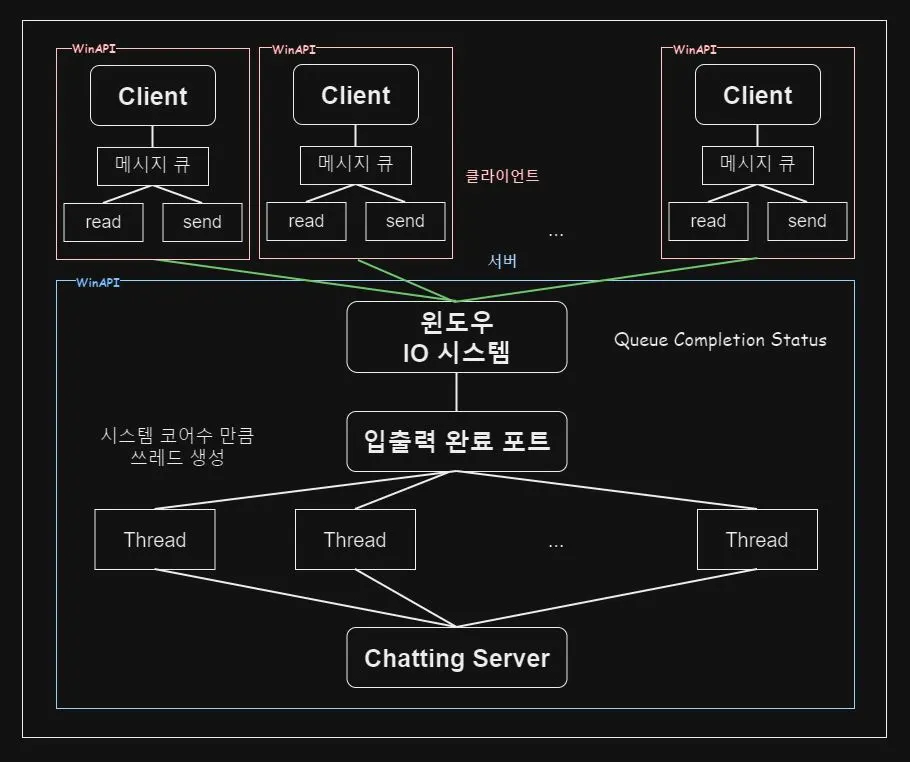 WinAPI
WinAPI
WinAPI
Client
Client
Client
메시지 큐
메시지 큐
메시지 큐
클라이언트
read
send
read
send
...
read
send
서버
WinAPI
윈도우
IO 시스템
Queue Completion Status
입출력 완료 포트
시스템 코어수 만큼
쓰레드 생성
Thread
Thread
...
Thread
Chatting Server